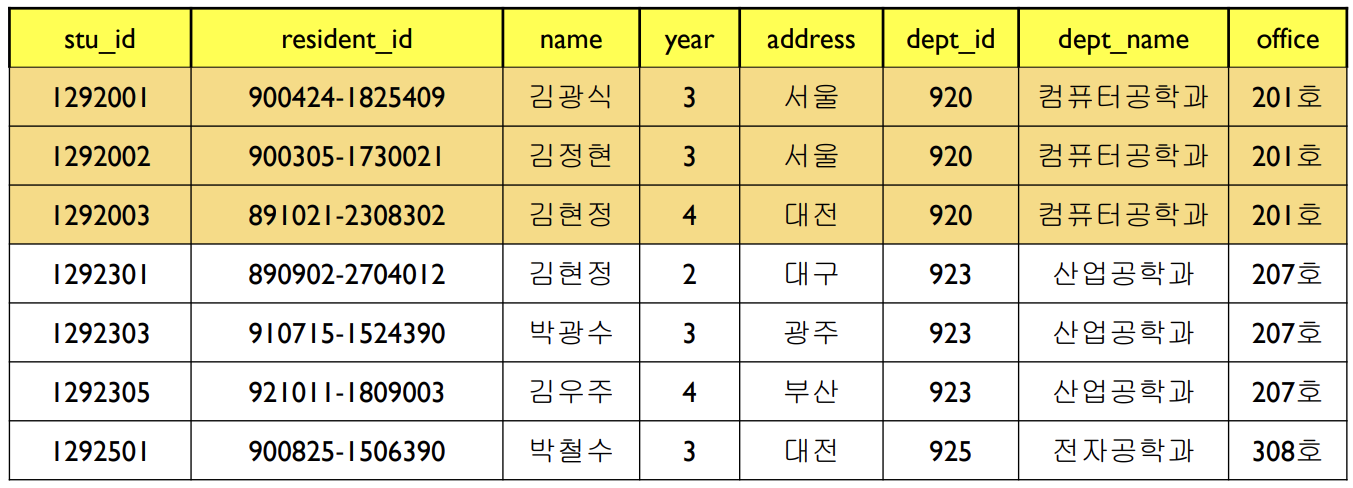 stu_id resident_id name year address dept_id dept_name office
1292001 900424-1825409 김광식 3 서울 920 컴퓨터공학과 201호
1292002 900305-1730021 김정현 3 서울 920 컴퓨터공학과 201호
1292003 891021-2308302 김현정 4 대전 920 컴퓨터공학과 201호
1292301 890902-2704012 김현정 2 대구 923 산업공학과 207호
1292303 910715-1524390 박광수 3 광주 923 산업공학과 207호
1292305 921011-1809003 김우주 4 부산 923 산업공학과 207호
1292501 900825-1506390 박철수 3 대전 925 전자공학과 308호